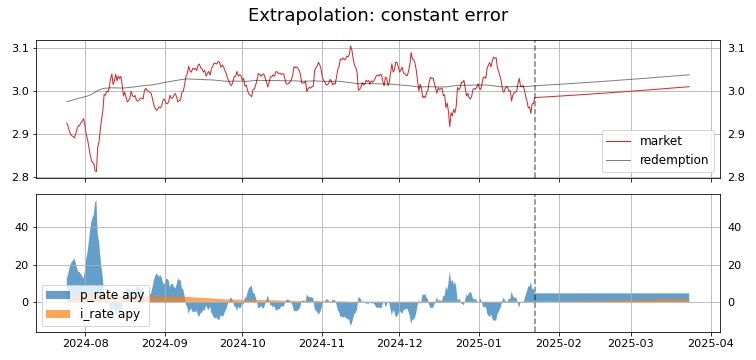 Extrapolation: constant error
3.1
3.1
3.0
3.0
2.9
2.9
2.8
2.8
market
redemption
40
40
20
20
0
0
p_rate apy
i_rate apy
2024-08 2024-09 2024-10 2024-11 2024-12 2025-01 2025-02 2025-03 2025-04